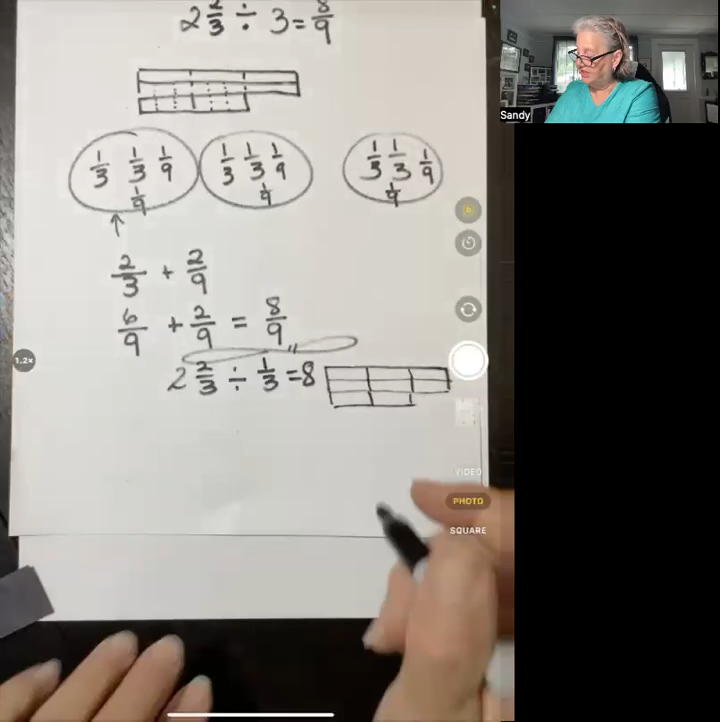 2 2/3 ÷ 3 = 8/9
Sandy
1/3 1/3 1/9 1/3 1/3 1/9 1/3 1/3 1/9
1/9 1/9 1/9
2/3 + 2/9
6/9 + 2/9 = 8/9
1.2×
2 2/3 ÷ 1/3 = 8
VIDEO
PHOTO
SQUARE